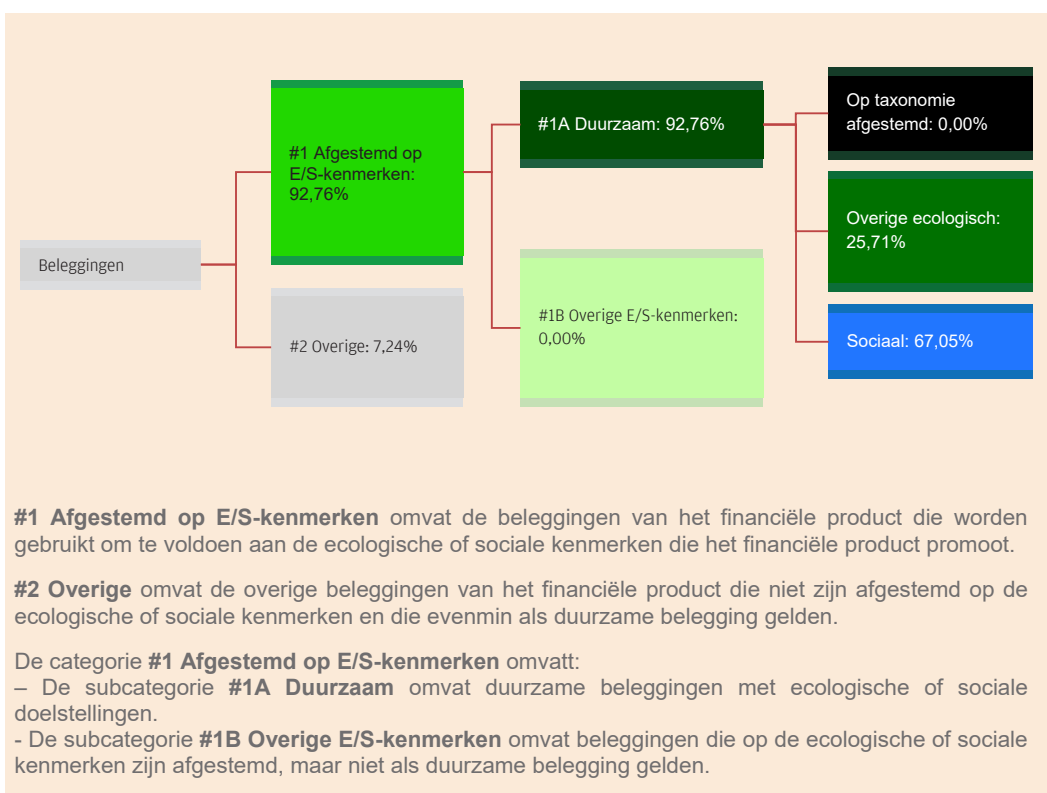 Beleggingen
#1 Afgestemd op
E/S-kenmerken:
92,76%
#2 Overige: 7,24%
#1A Duurzaam: 92,76%
#1B Overige E/S-kenmerken:
0,00%
Op taxonomie
afgestemd: 0,00%
Overige ecologisch:
25,71%
Sociaal: 67,05%
#1 Afgestemd op E/S-kenmerken omvat de beleggingen van het financiële product die worden
gebruikt om te voldoen aan de ecologische of sociale kenmerken die het financiële product promoot.
#2 Overige omvat de overige beleggingen van het financiële product die niet zijn afgestemd op de
ecologische of sociale kenmerken en die evenmin als duurzame belegging gelden.
De categorie #1 Afgestemd op E/S-kenmerken omvatt:
– De subcategorie #1A Duurzaam omvat duurzame beleggingen met ecologische of sociale
doelstellingen.
- De subcategorie #1B Overige E/S-kenmerken omvat beleggingen die op de ecologische of sociale
kenmerken zijn afgestemd, maar niet als duurzame belegging gelden.